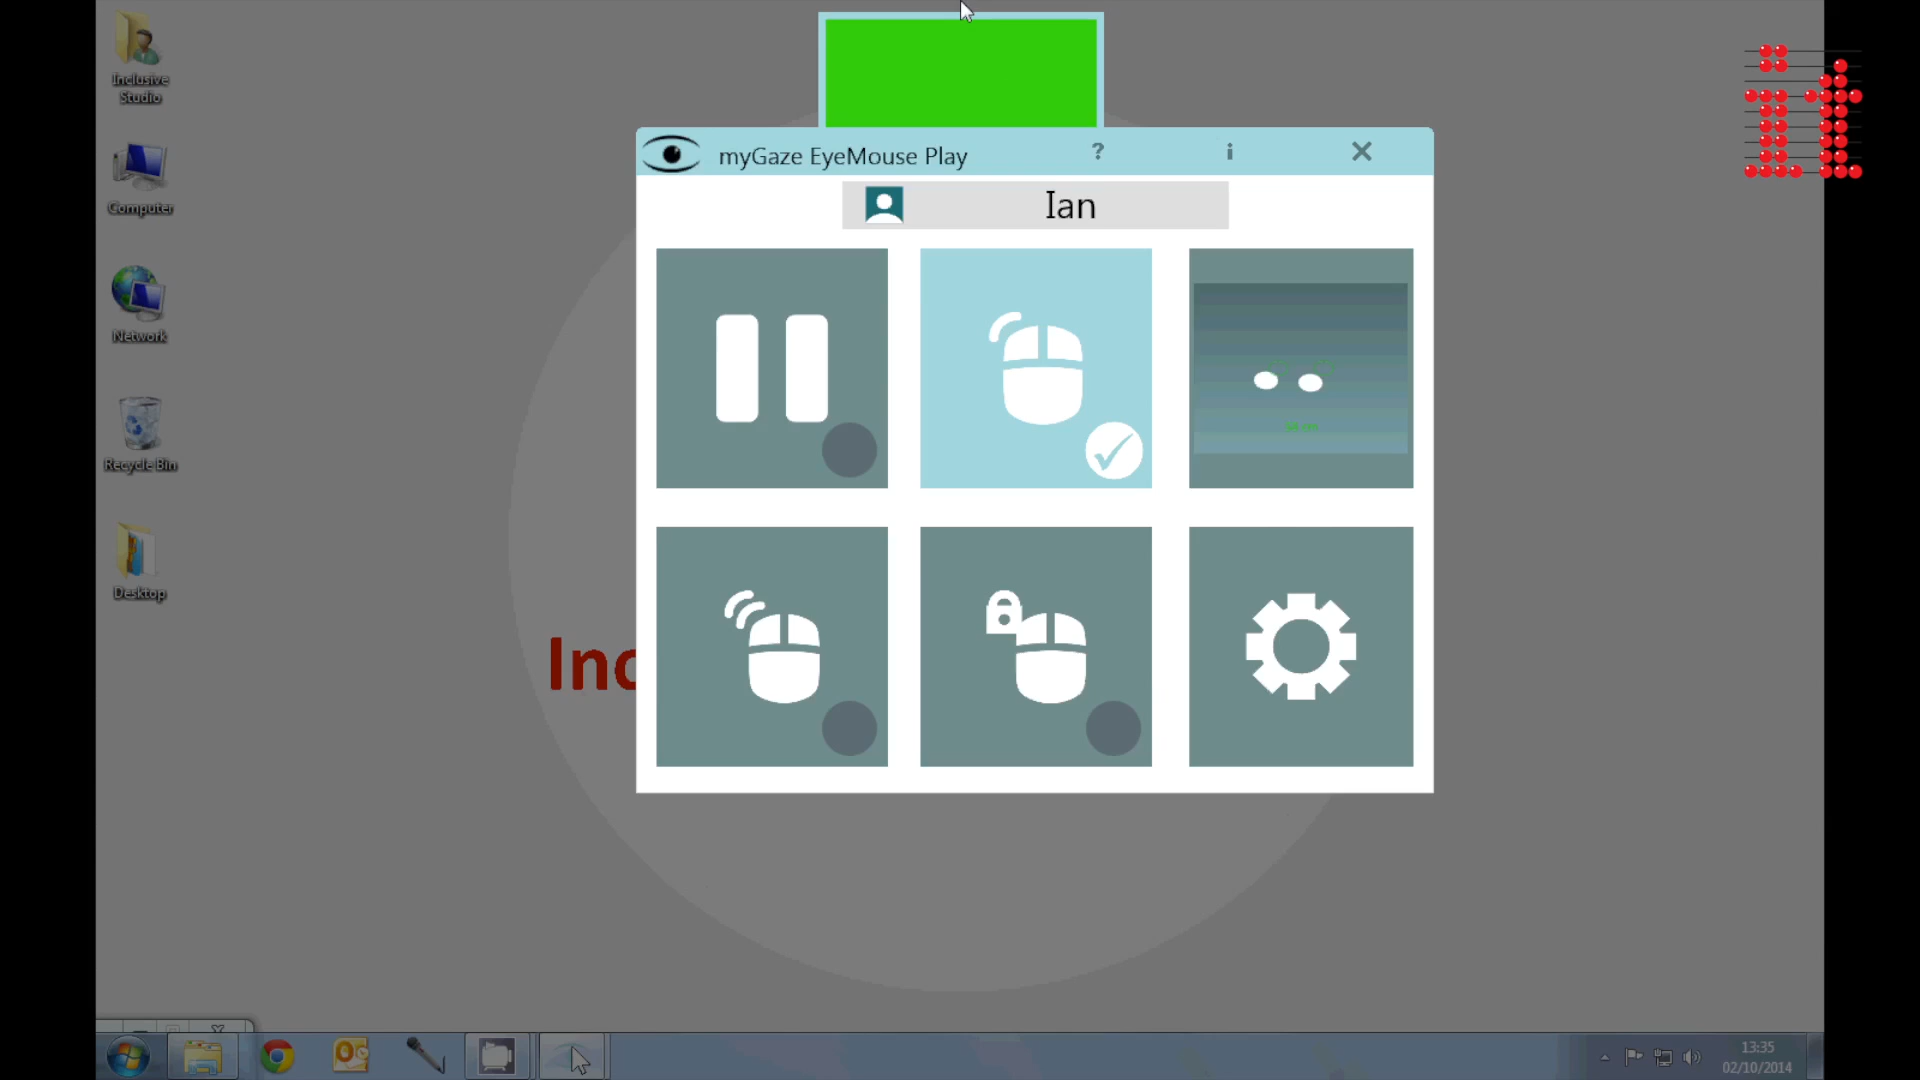 Inclusive
Studio
myGaze EyeMouse Play
?
i
Ian
Computer
Network
Recycle Bin
Desktop
Inc
13:35
02/10/2014